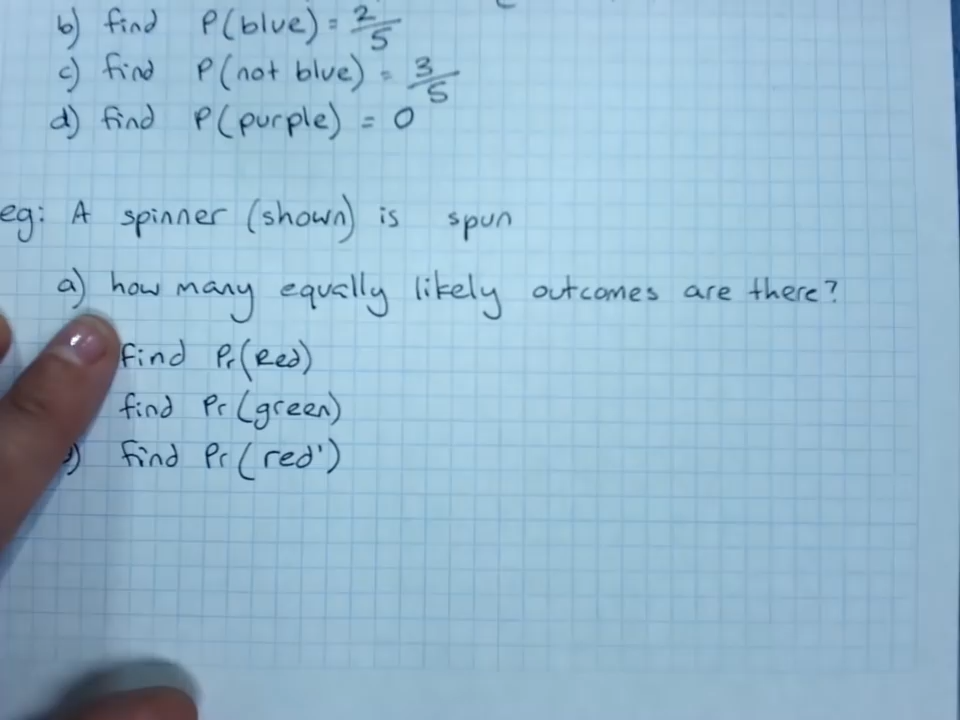 b) find P(blue) = 2/5
c) find P(not blue) = 3/5
d) find P(purple) = 0
eg: A spinner (shown) is spun
a) how many equally likely outcomes are there?
find Pr(Red)
find Pr(green)
) find Pr(red')